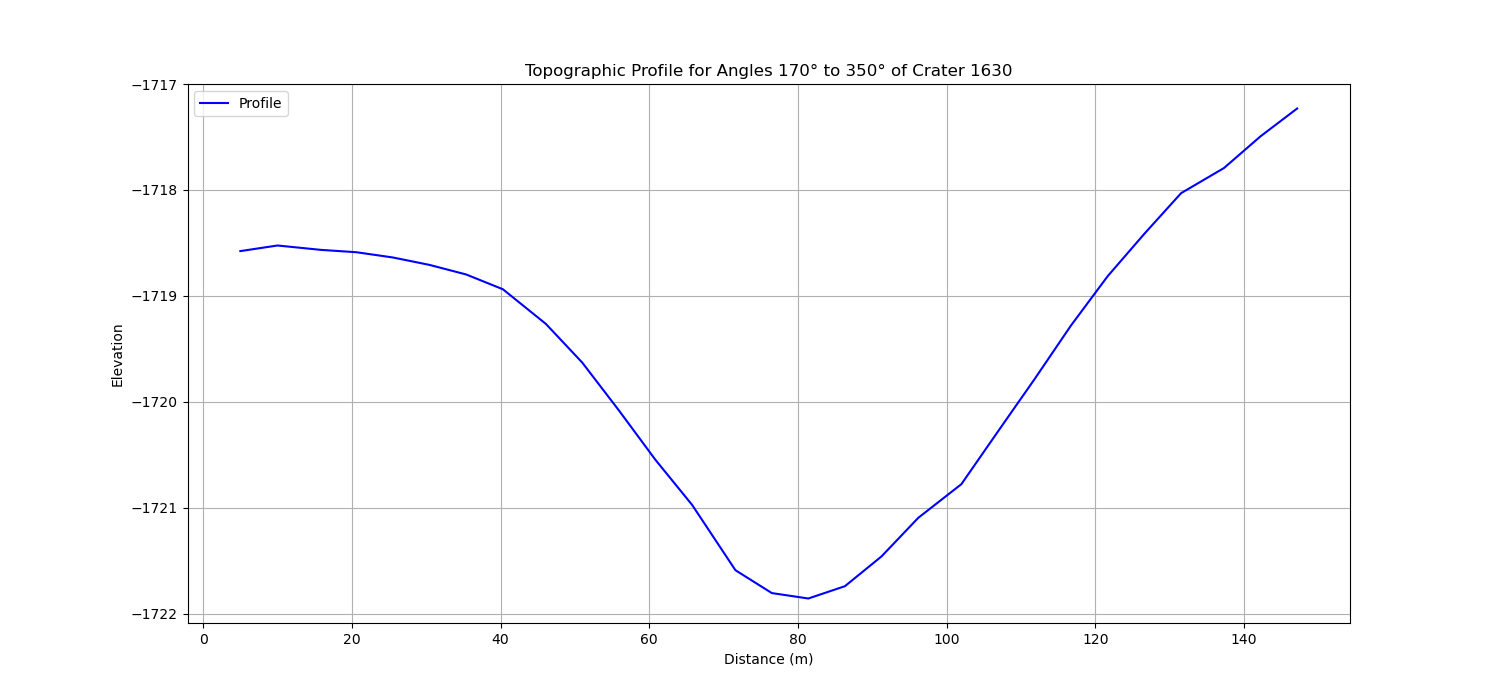 Topographic Profile for Angles 170° to 350° of Crater 1630
Profile
−1717
−1718
−1719
−1720
−1721
−1722
Elevation
0 20 40 60 80 100 120 140
Distance (m)